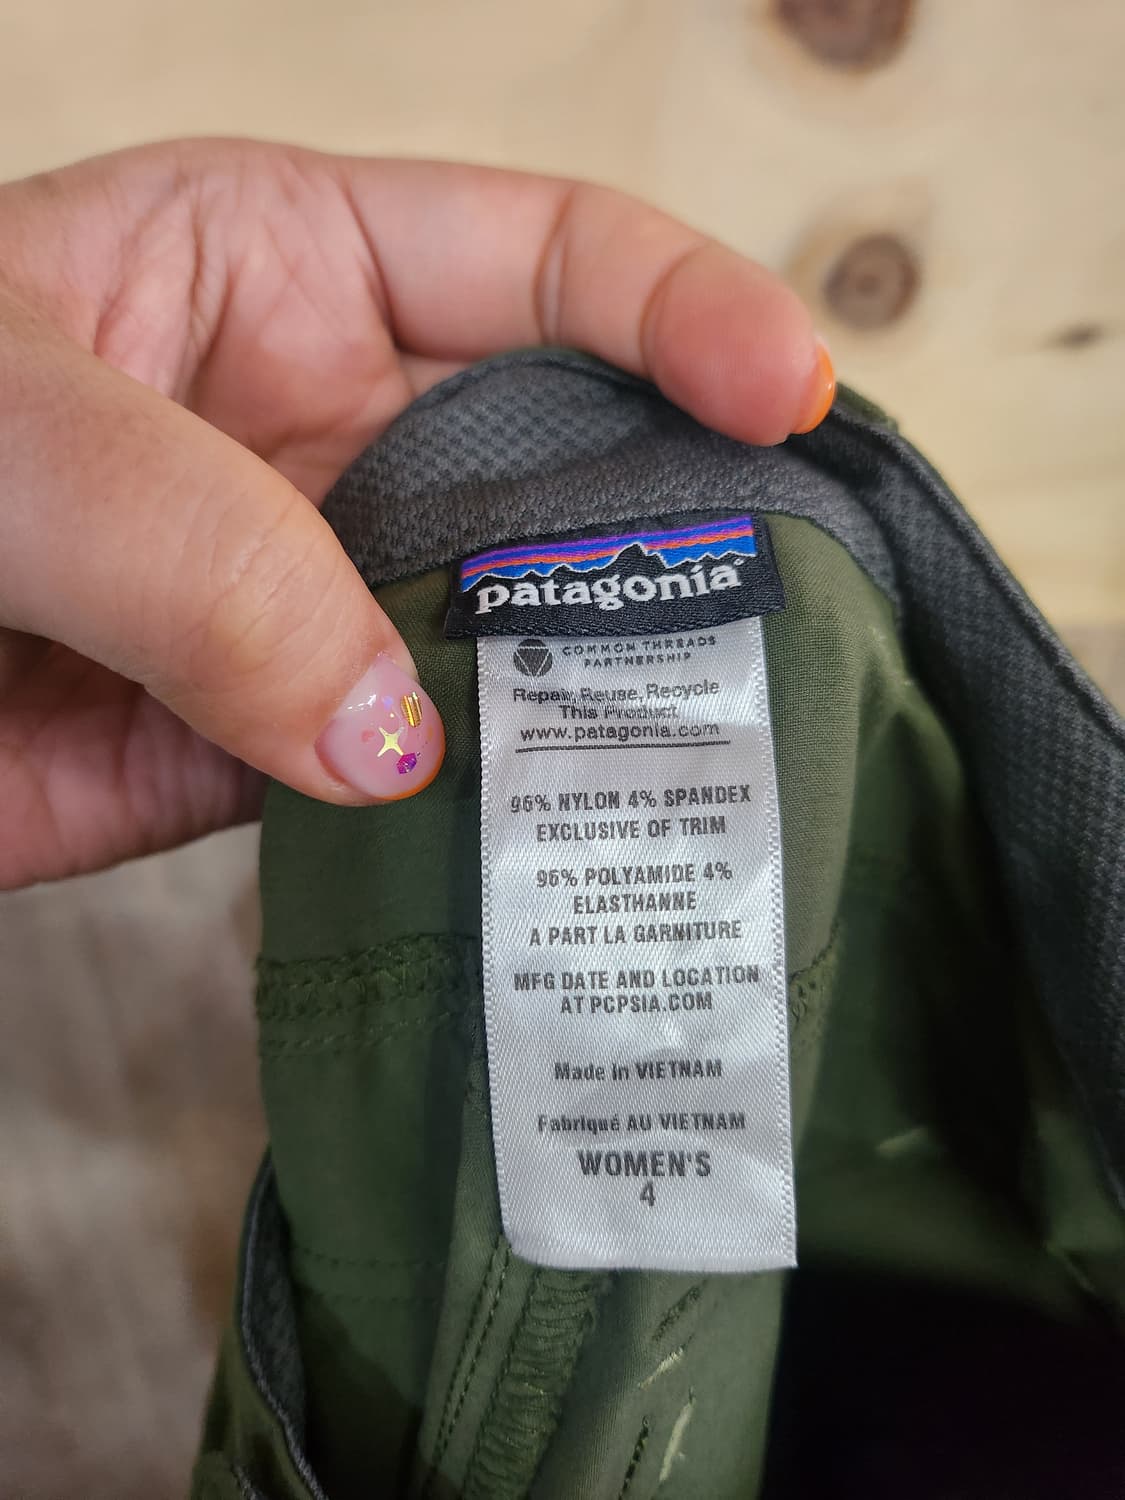 patagonia®
COMMON THREADS
PARTNERSHIP
Repair, Reuse, Recycle
This Product
www.patagonia.com
96% NYLON 4% SPANDEX
EXCLUSIVE OF TRIM
96% POLYAMIDE 4%
ELASTHANNE
A PART LA GARNITURE
MFG DATE AND LOCATION
AT PCPSIA.COM
Made in VIETNAM
Fabriqué AU VIETNAM
WOMEN'S
4